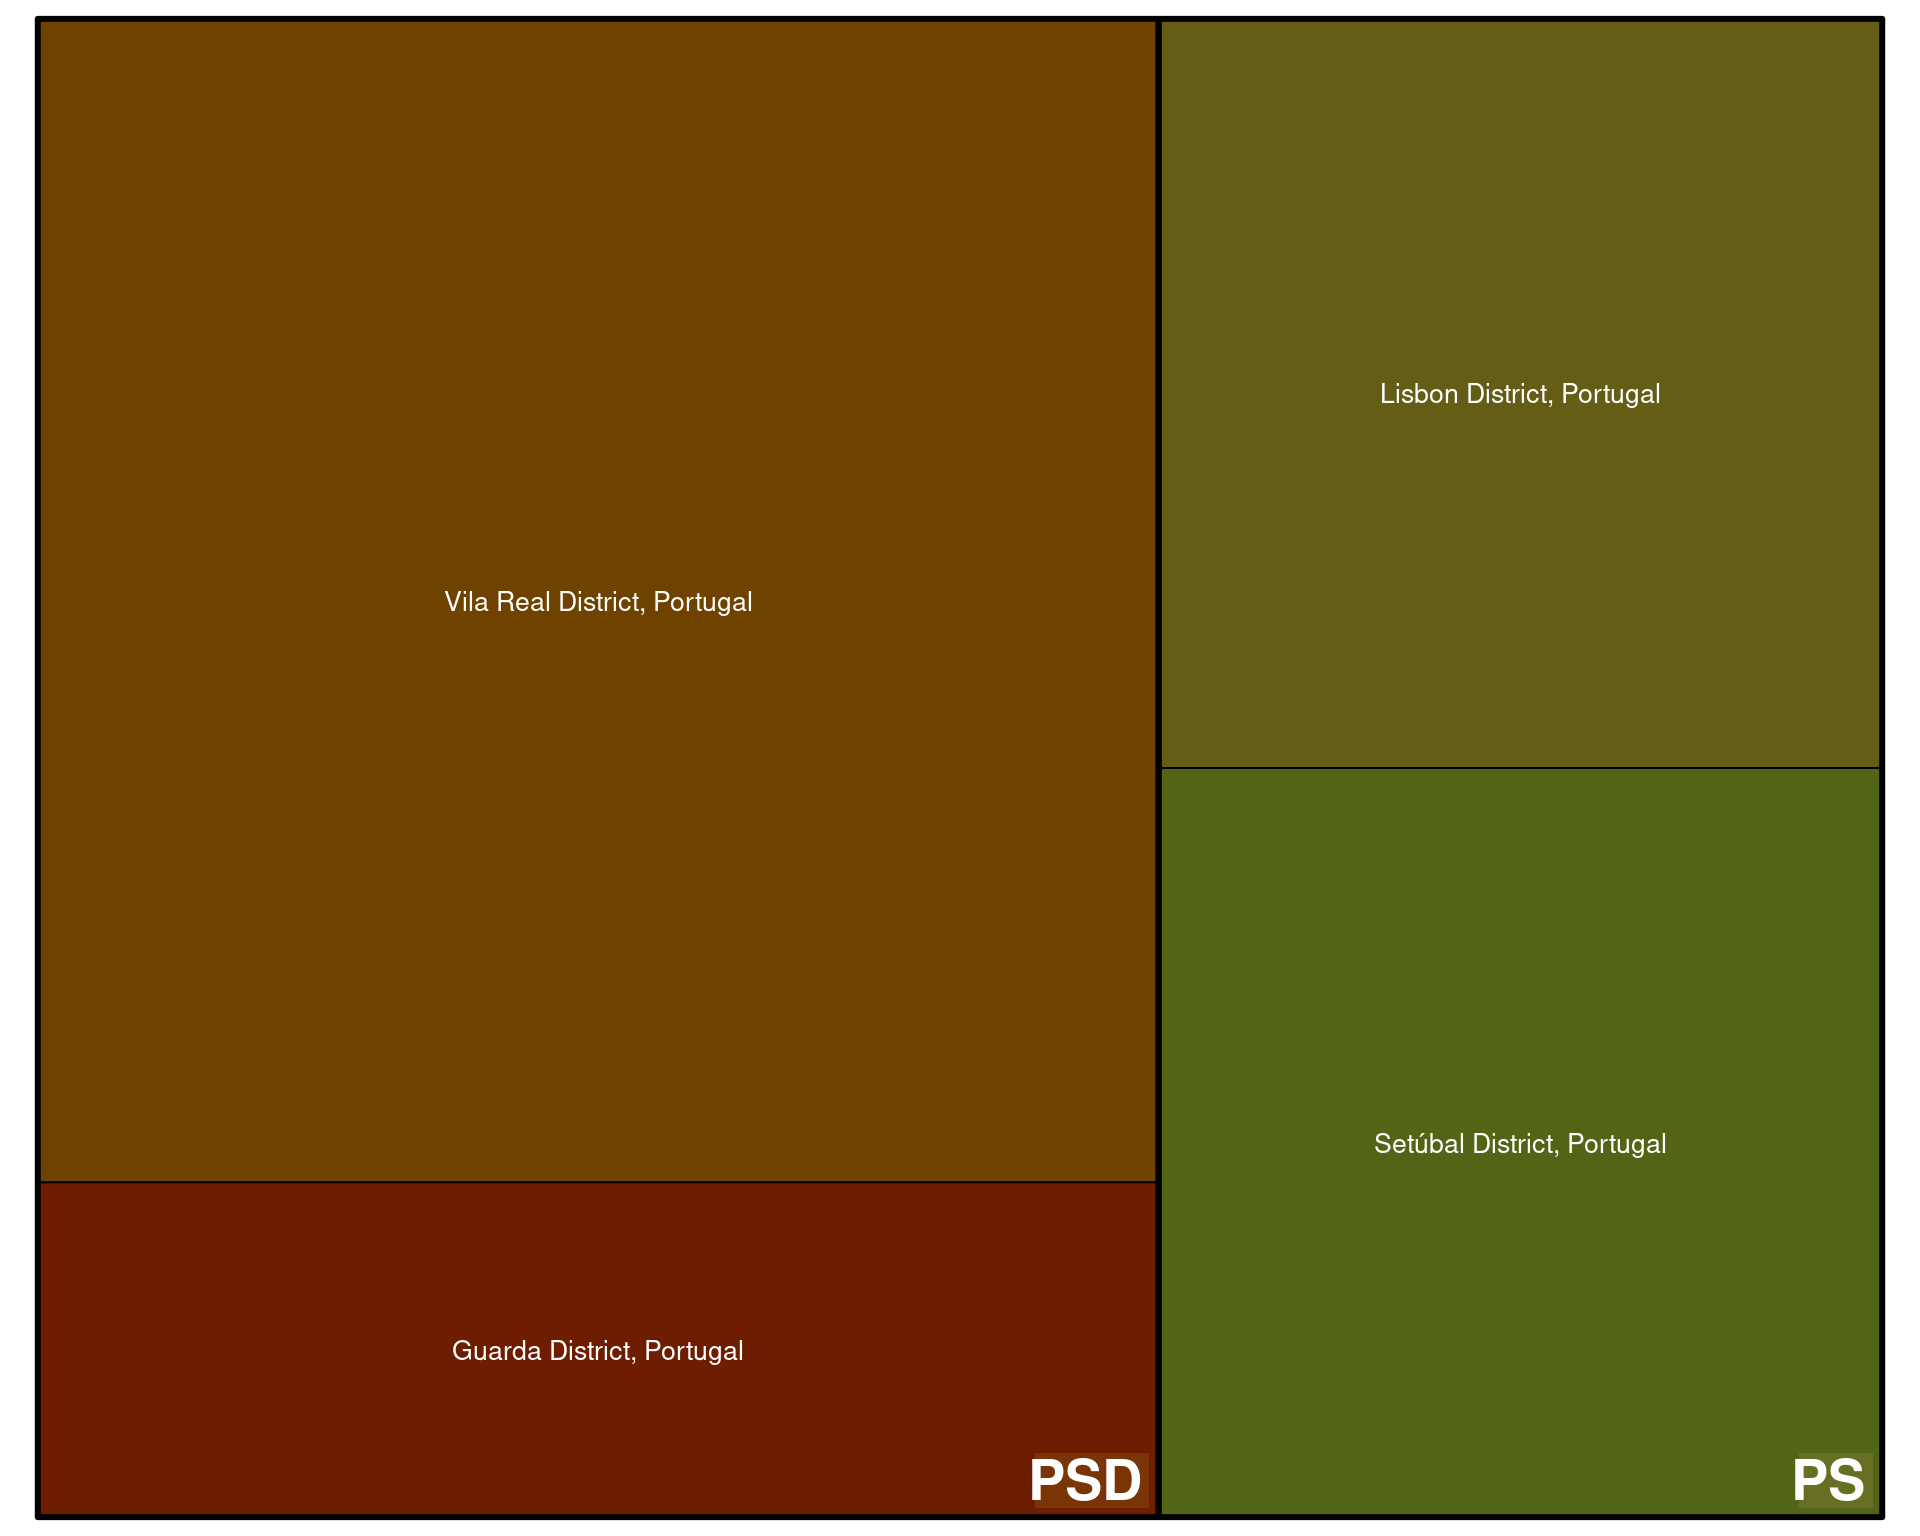 Vila Real District, Portugal
Guarda District, Portugal
PSD
Lisbon District, Portugal
Setúbal District, Portugal
PS